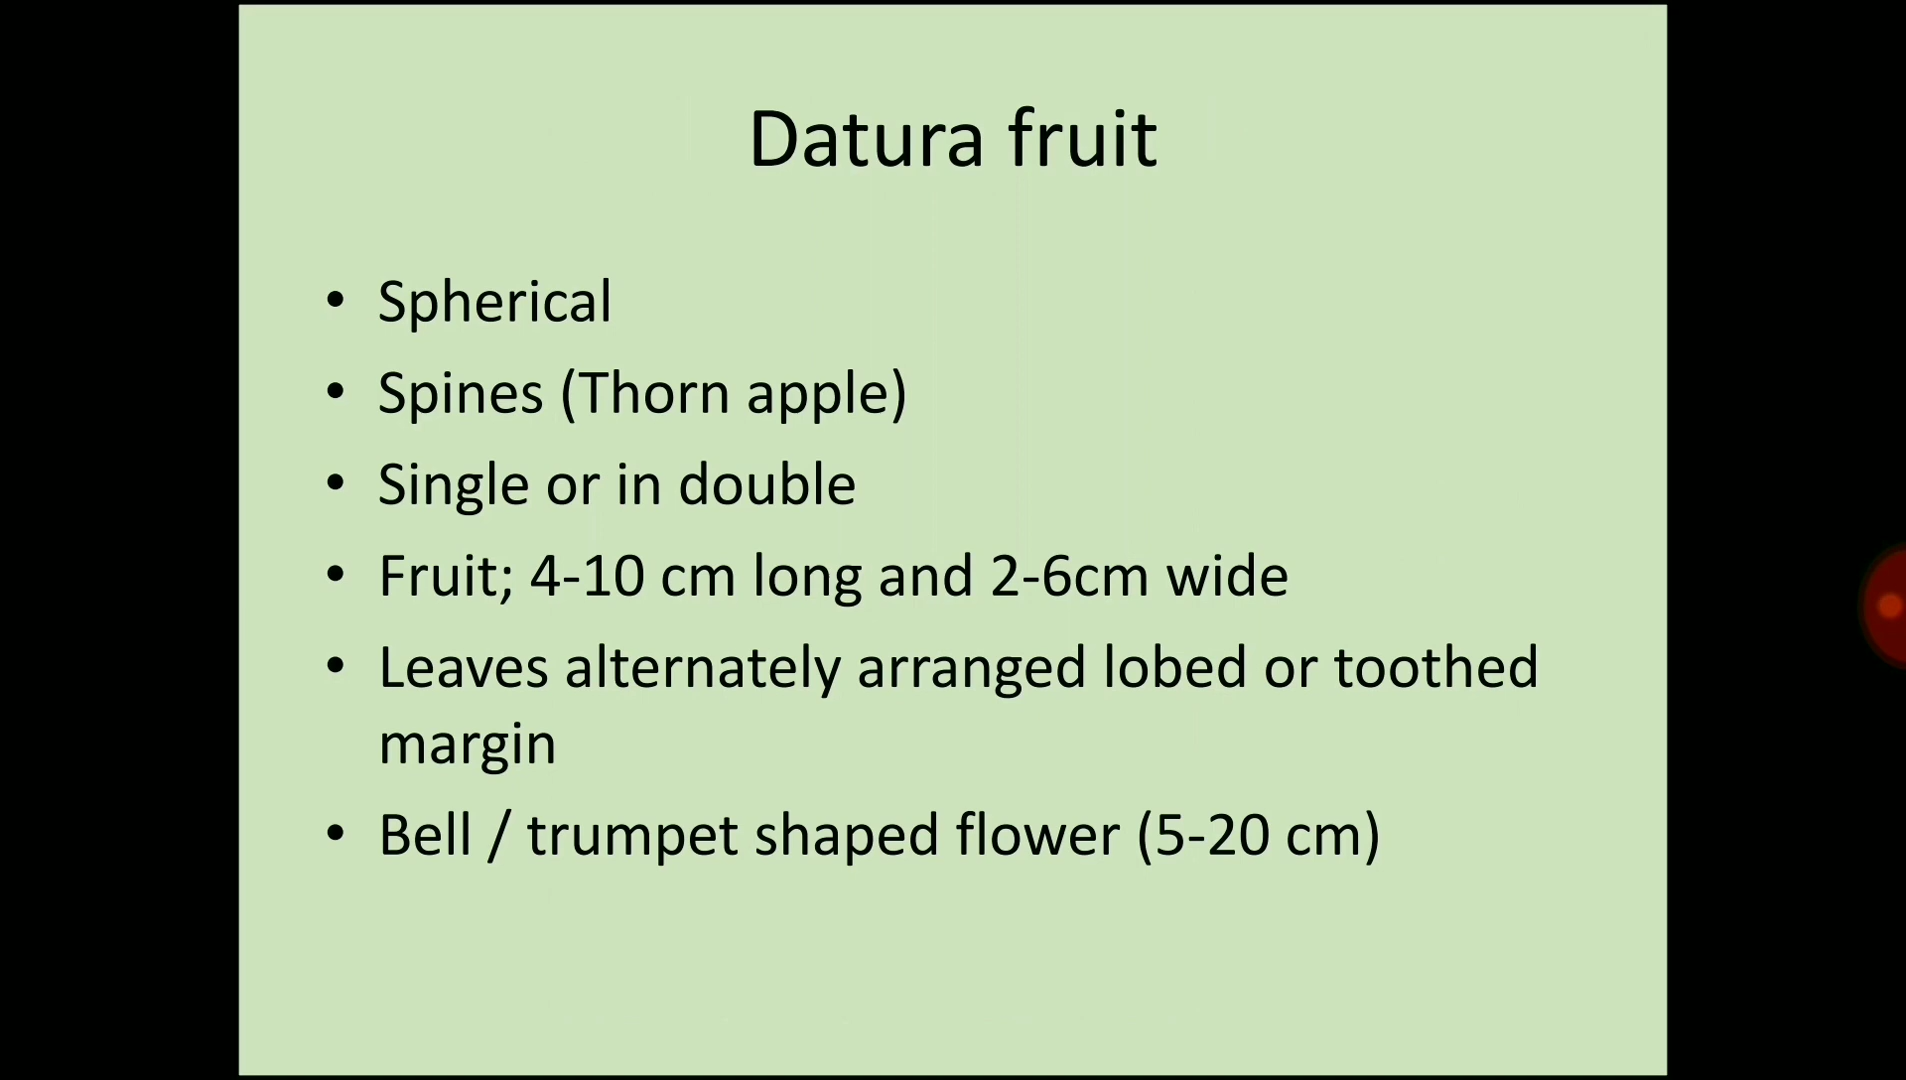 Datura fruit
• Spherical
• Spines (Thorn apple)
• Single or in double
• Fruit; 4-10 cm long and 2-6cm wide
• Leaves alternately arranged lobed or toothed
margin
• Bell / trumpet shaped flower (5-20 cm)